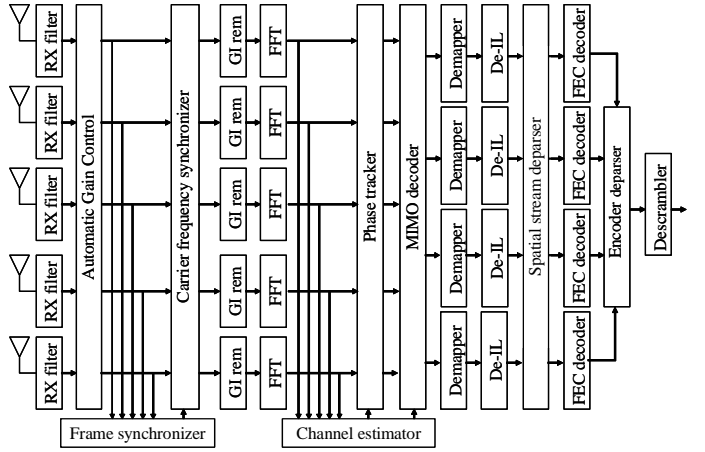 RX filter
RX filter
RX filter
RX filter
RX filter
Automatic Gain Control
Carrier frequency synchronizer
GI rem
GI rem
GI rem
GI rem
GI rem
FFT
FFT
FFT
FFT
FFT
Phase tracker
MIMO decoder
Demapper
Demapper
Demapper
Demapper
De-IL
De-IL
De-IL
De-IL
Spatial stream deparser
FEC decoder
FEC decoder
FEC decoder
FEC decoder
Encoder deparser
Descrambler
Frame synchronizer
Channel estimator